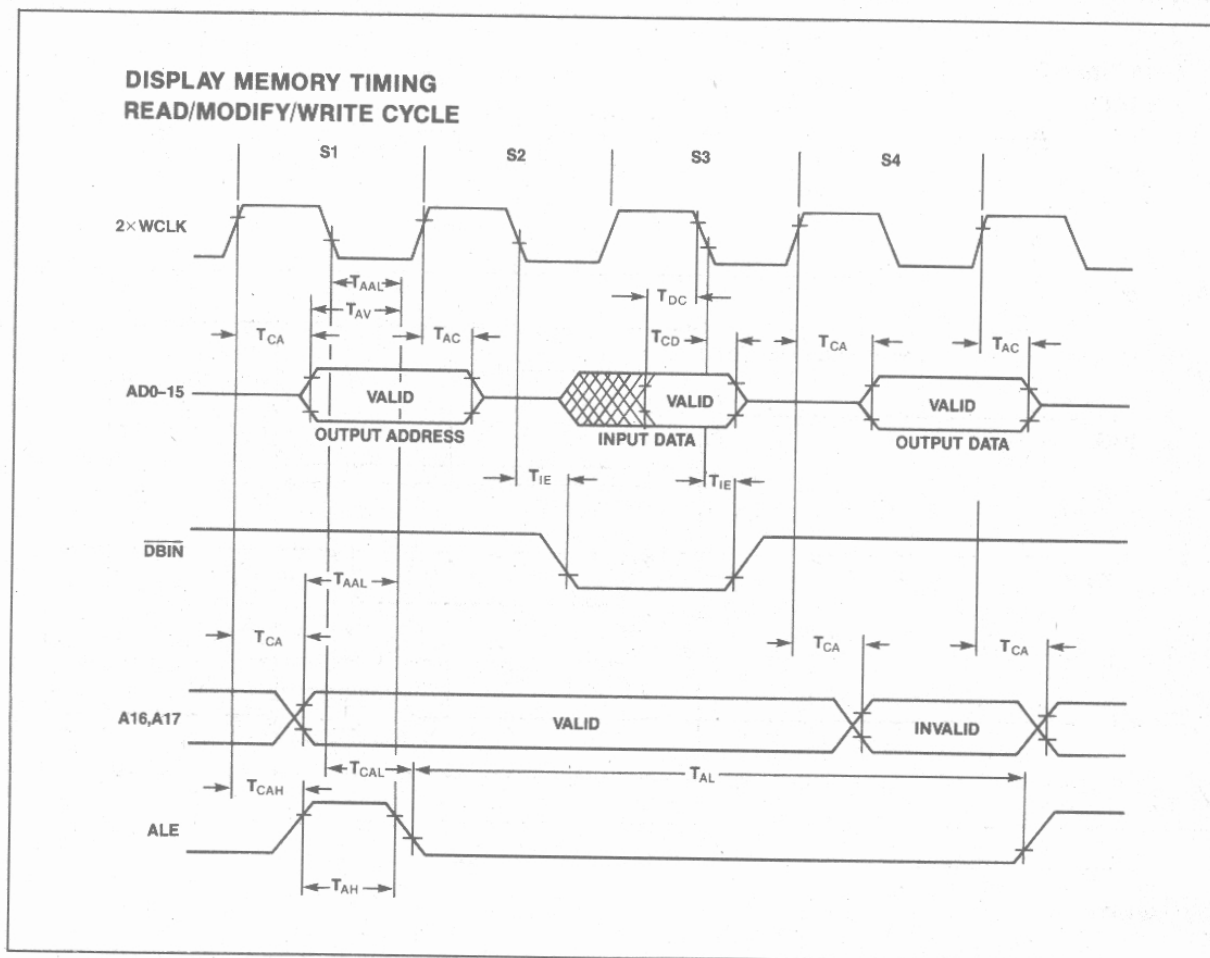 DISPLAY MEMORY TIMING
READ/MODIFY/WRITE CYCLE
S1 S2 S3 S4
2×WCLK
TAAL TDC
TAV
TCA TAC TCD TCA TAC
AD0–15 VALID VALID VALID
OUTPUT ADDRESS INPUT DATA OUTPUT DATA
TIE TIE
DBIN
TAAL
TCA TCA TCA
A16,A17 VALID INVALID
TCAL TAL
TCAH
ALE
TAH